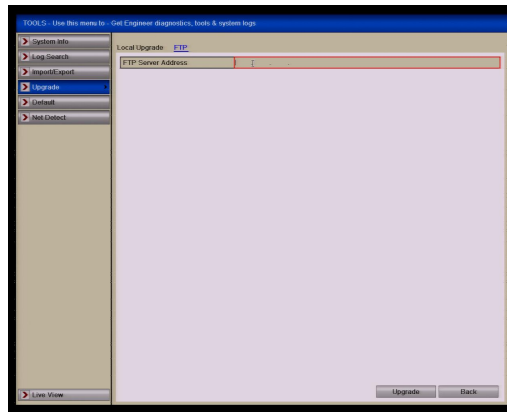 TOOLS - Use this menu to - Get Engineer diagnostics, tools & system logs
System Info
Log Search
Import/Export
Upgrade
Default
Net Detect
Live View
Local Upgrade FTP
FTP Server Address
Upgrade Back